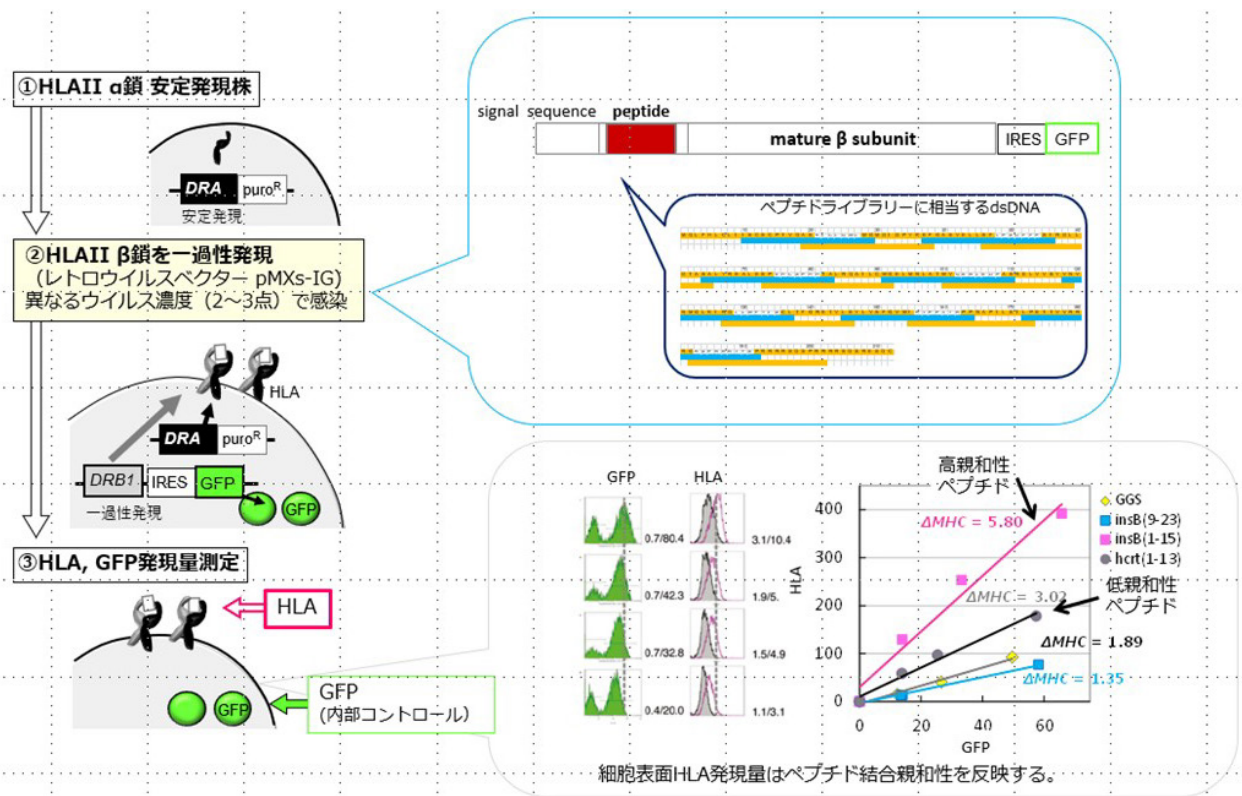 ①HLAII α鎖 安定発現株
DRA
puroR
安定発現
②HLAII β鎖を一過性発現
(レトロウイルスベクター pMXs-IG)
異なるウイルス濃度（2～3点）で感染
HLA
DRA
puroR
DRB1
IRES
GFP
GFP
一過性発現
③HLA, GFP発現量測定
HLA
GFP
GFP
(内部コントロール)
signal sequence
peptide
mature β subunit
IRES
GFP
ペプチドライブラリーに相当するdsDNA
GFP
HLA
0.7/80.4
3.1/10.4
0.7/42.3
1.9/5.
0.7/32.8
1.5/4.9
0.4/20.0
1.1/3.1
高親和性
ペプチド
ΔMHC = 5.80
ΔMHC = 3.02
ΔMHC = 1.89
ΔMHC = 1.35
低親和性
ペプチド
GGS
insB(9-23)
insB(1-15)
hcrt(1-13)
HLA
400
300
200
100
0
0
20
40
60
GFP
細胞表面HLA発現量はペプチド結合親和性を反映する。